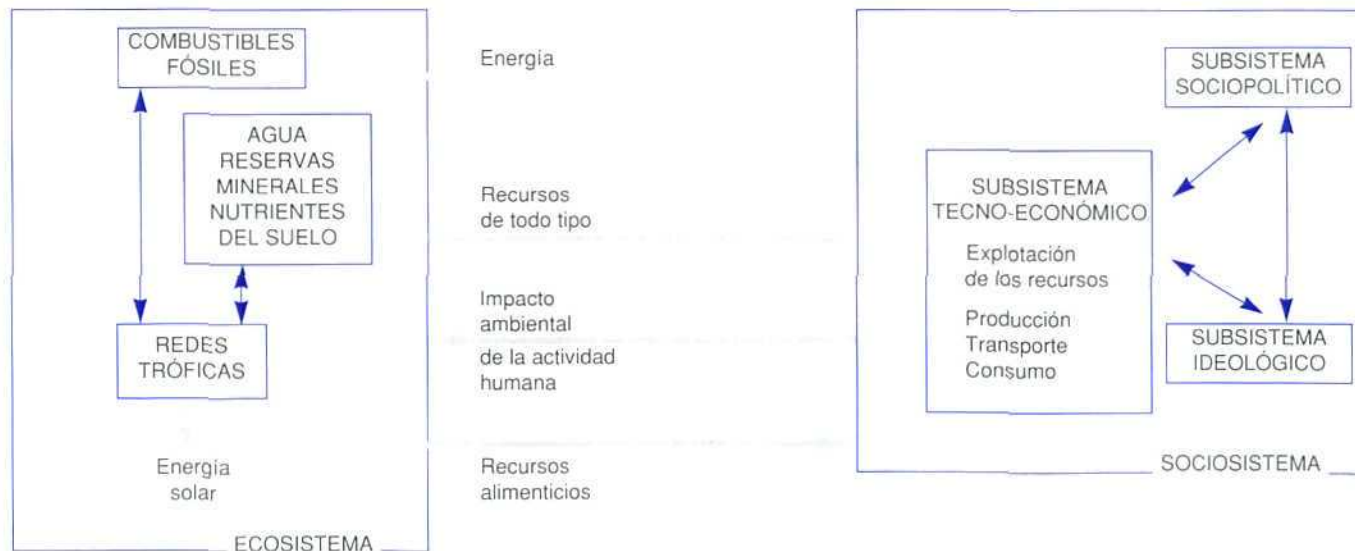 COMBUSTIBLES
FÓSILES
AGUA
RESERVAS
MINERALES
NUTRIENTES
DEL SUELO
REDES
TRÓFICAS
Energía
solar
ECOSISTEMA
Energía
Recursos
de todo tipo
Impacto
ambiental
de la actividad
humana
Recursos
alimenticios
SUBSISTEMA
SOCIOPOLÍTICO
SUBSISTEMA
TECNO-ECONÓMICO
Explotación
de los recursos
Producción
Transporte
Consumo
SUBSISTEMA
IDEOLÓGICO
SOCIOSISTEMA